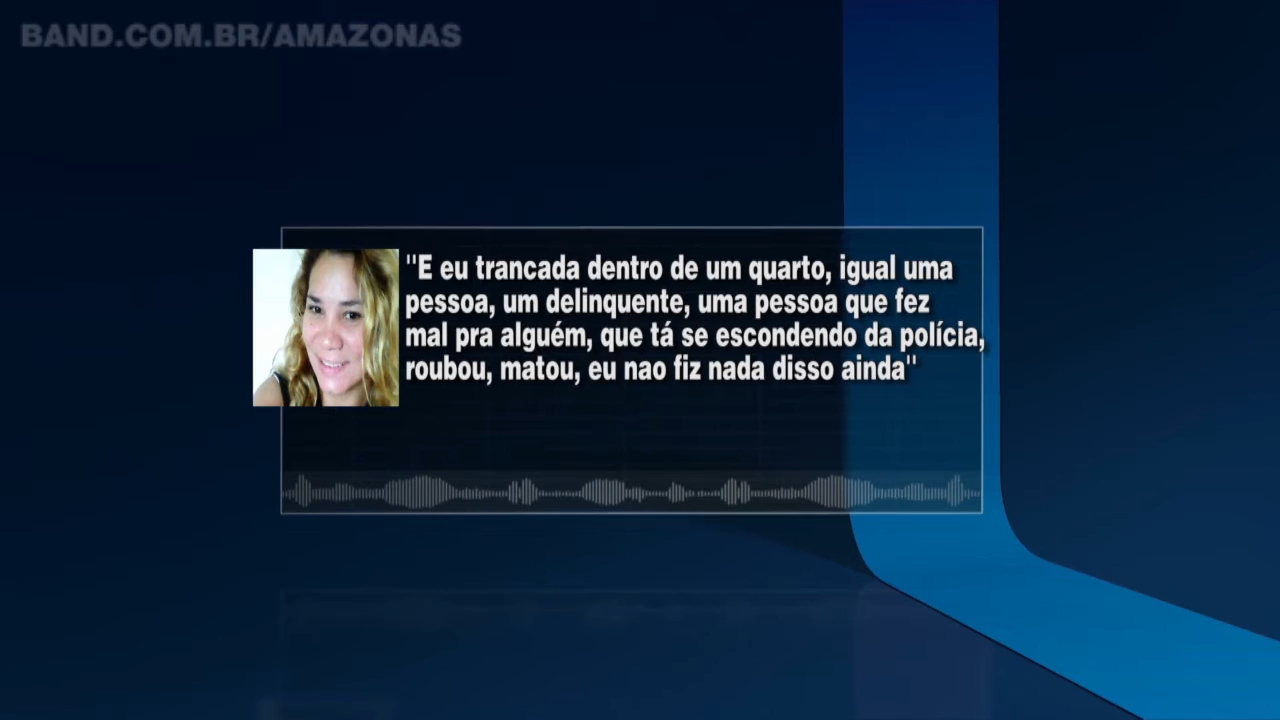 BAND.COM.BR/AMAZONAS
"E eu trancada dentro de um quarto, igual uma
pessoa, um delinquente, uma pessoa que fez
mal pra alguém, que tá se escondendo da polícia,
roubou, matou, eu nao fiz nada disso ainda"